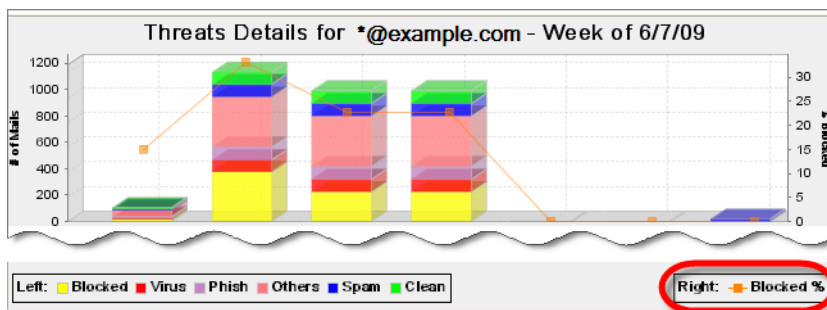 Threats Details for *@example.com - Week of 6/7/09
# of Mails
1200
1000
800
600
400
200
0
30
25
20
15
10
5
0
% Blocked
Left: Blocked Virus Phish Others Spam Clean
Right: Blocked %